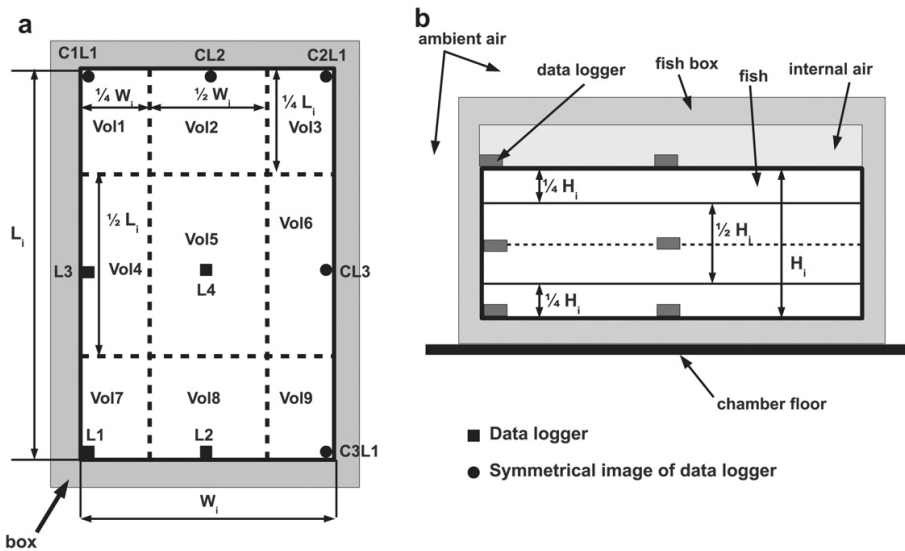 a
C1L1
CL2
C2L1
¼ Wᵢ
½ Wᵢ
¼ Lᵢ
Vol1
Vol2
Vol3
½ Lᵢ
Vol6
Vol5
Lᵢ
L3
Vol4
L4
CL3
Vol7
Vol8
Vol9
L1
L2
C3L1
Wᵢ
box
b
ambient air
data logger
fish box
fish
internal air
¼ Hᵢ
½ Hᵢ
Hᵢ
¼ Hᵢ
chamber floor
Data logger
Symmetrical image of data logger